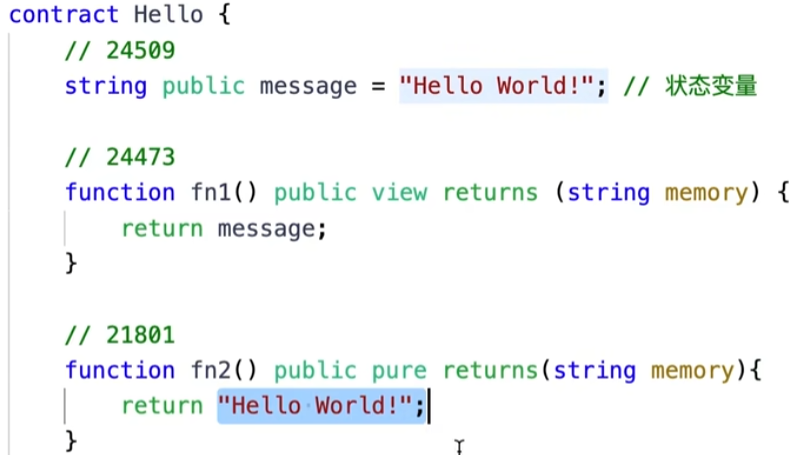 contract Hello {
// 24509
string public message = "Hello World!"; // 状态变量
// 24473
function fn1() public view returns (string memory) {
return message;
}
// 21801
function fn2() public pure returns(string memory){
return "Hello World!";
}